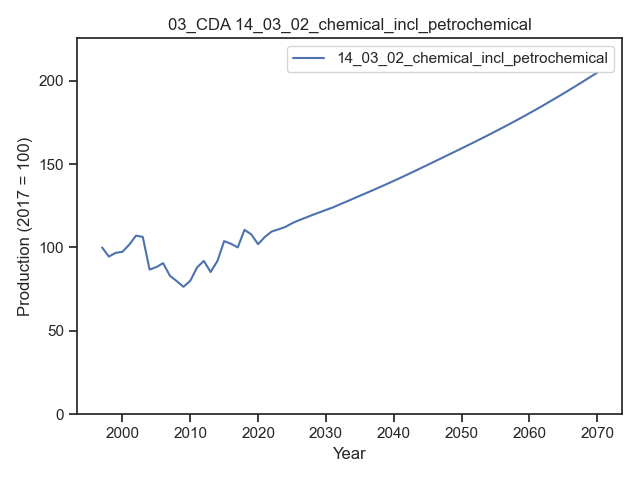 03_CDA 14_03_02_chemical_incl_petrochemical
14_03_02_chemical_incl_petrochemical
Production (2017 = 100)
200
150
100
50
0
2000 2010 2020 2030 2040 2050 2060 2070
Year